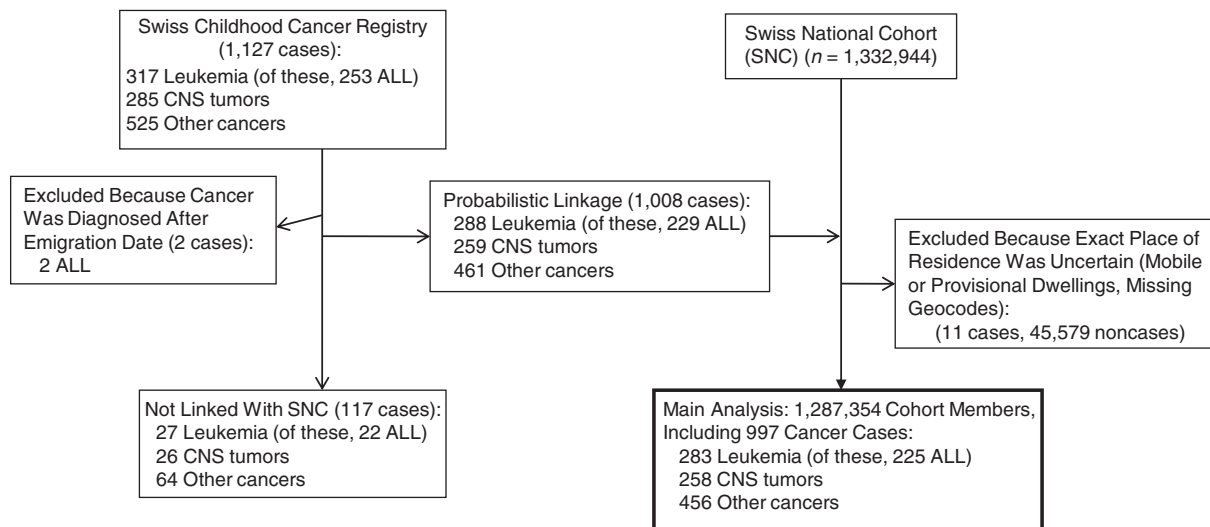 Swiss Childhood Cancer Registry
(1,127 cases):
317 Leukemia (of these, 253 ALL)
285 CNS tumors
525 Other cancers
Swiss National Cohort
(SNC) (n = 1,332,944)
Excluded Because Cancer
Was Diagnosed After
Emigration Date (2 cases):
2 ALL
Probabilistic Linkage (1,008 cases):
288 Leukemia (of these, 229 ALL)
259 CNS tumors
461 Other cancers
Excluded Because Exact Place of
Residence Was Uncertain (Mobile
or Provisional Dwellings, Missing
Geocodes):
(11 cases, 45,579 noncases)
Not Linked With SNC (117 cases):
27 Leukemia (of these, 22 ALL)
26 CNS tumors
64 Other cancers
Main Analysis: 1,287,354 Cohort Members,
Including 997 Cancer Cases:
283 Leukemia (of these, 225 ALL)
258 CNS tumors
456 Other cancers